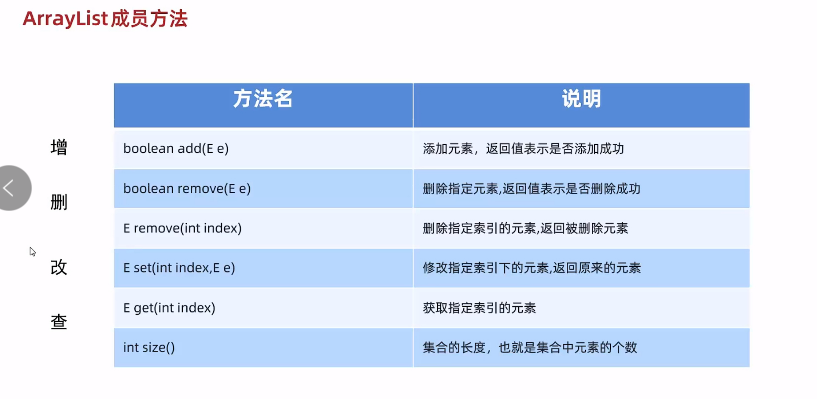 ArrayList成员方法
方法名 说明
增 boolean add(E e) 添加元素，返回值表示是否添加成功
删 boolean remove(E e) 删除指定元素,返回值表示是否删除成功
E remove(int index) 删除指定索引的元素,返回被删除元素
改 E set(int index,E e) 修改指定索引下的元素,返回原来的元素
查 E get(int index) 获取指定索引的元素
int size() 集合的长度，也就是集合中元素的个数